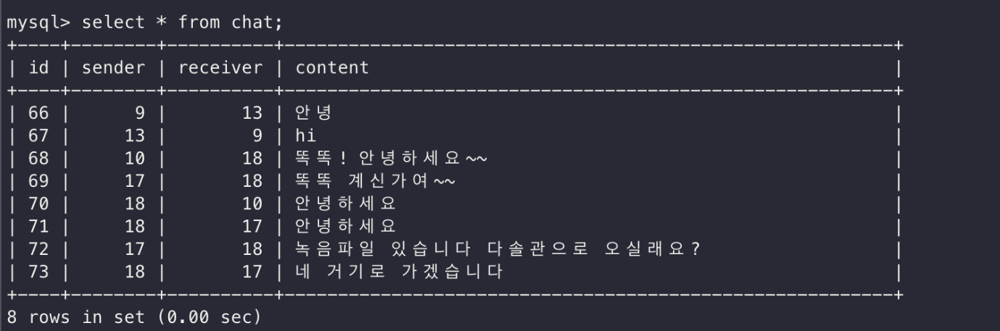 mysql> select * from chat;
+----+--------+----------+---------------------------------------------------------+
| id | sender | receiver | content                                                 |
+----+--------+----------+---------------------------------------------------------+
| 66 |      9 |       13 | 안녕                                                    |
| 67 |     13 |        9 | hi                                                      |
| 68 |     10 |       18 | 똑똑! 안녕하세요~~                                      |
| 69 |     17 |       18 | 똑똑 계신가여~~                                         |
| 70 |     18 |       10 | 안녕하세요                                              |
| 71 |     18 |       17 | 안녕하세요                                              |
| 72 |     17 |       18 | 녹음파일 있습니다 다솔관으로 오실래요?                  |
| 73 |     18 |       17 | 네 거기로 가겠습니다                                    |
+----+--------+----------+---------------------------------------------------------+
8 rows in set (0.00 sec)